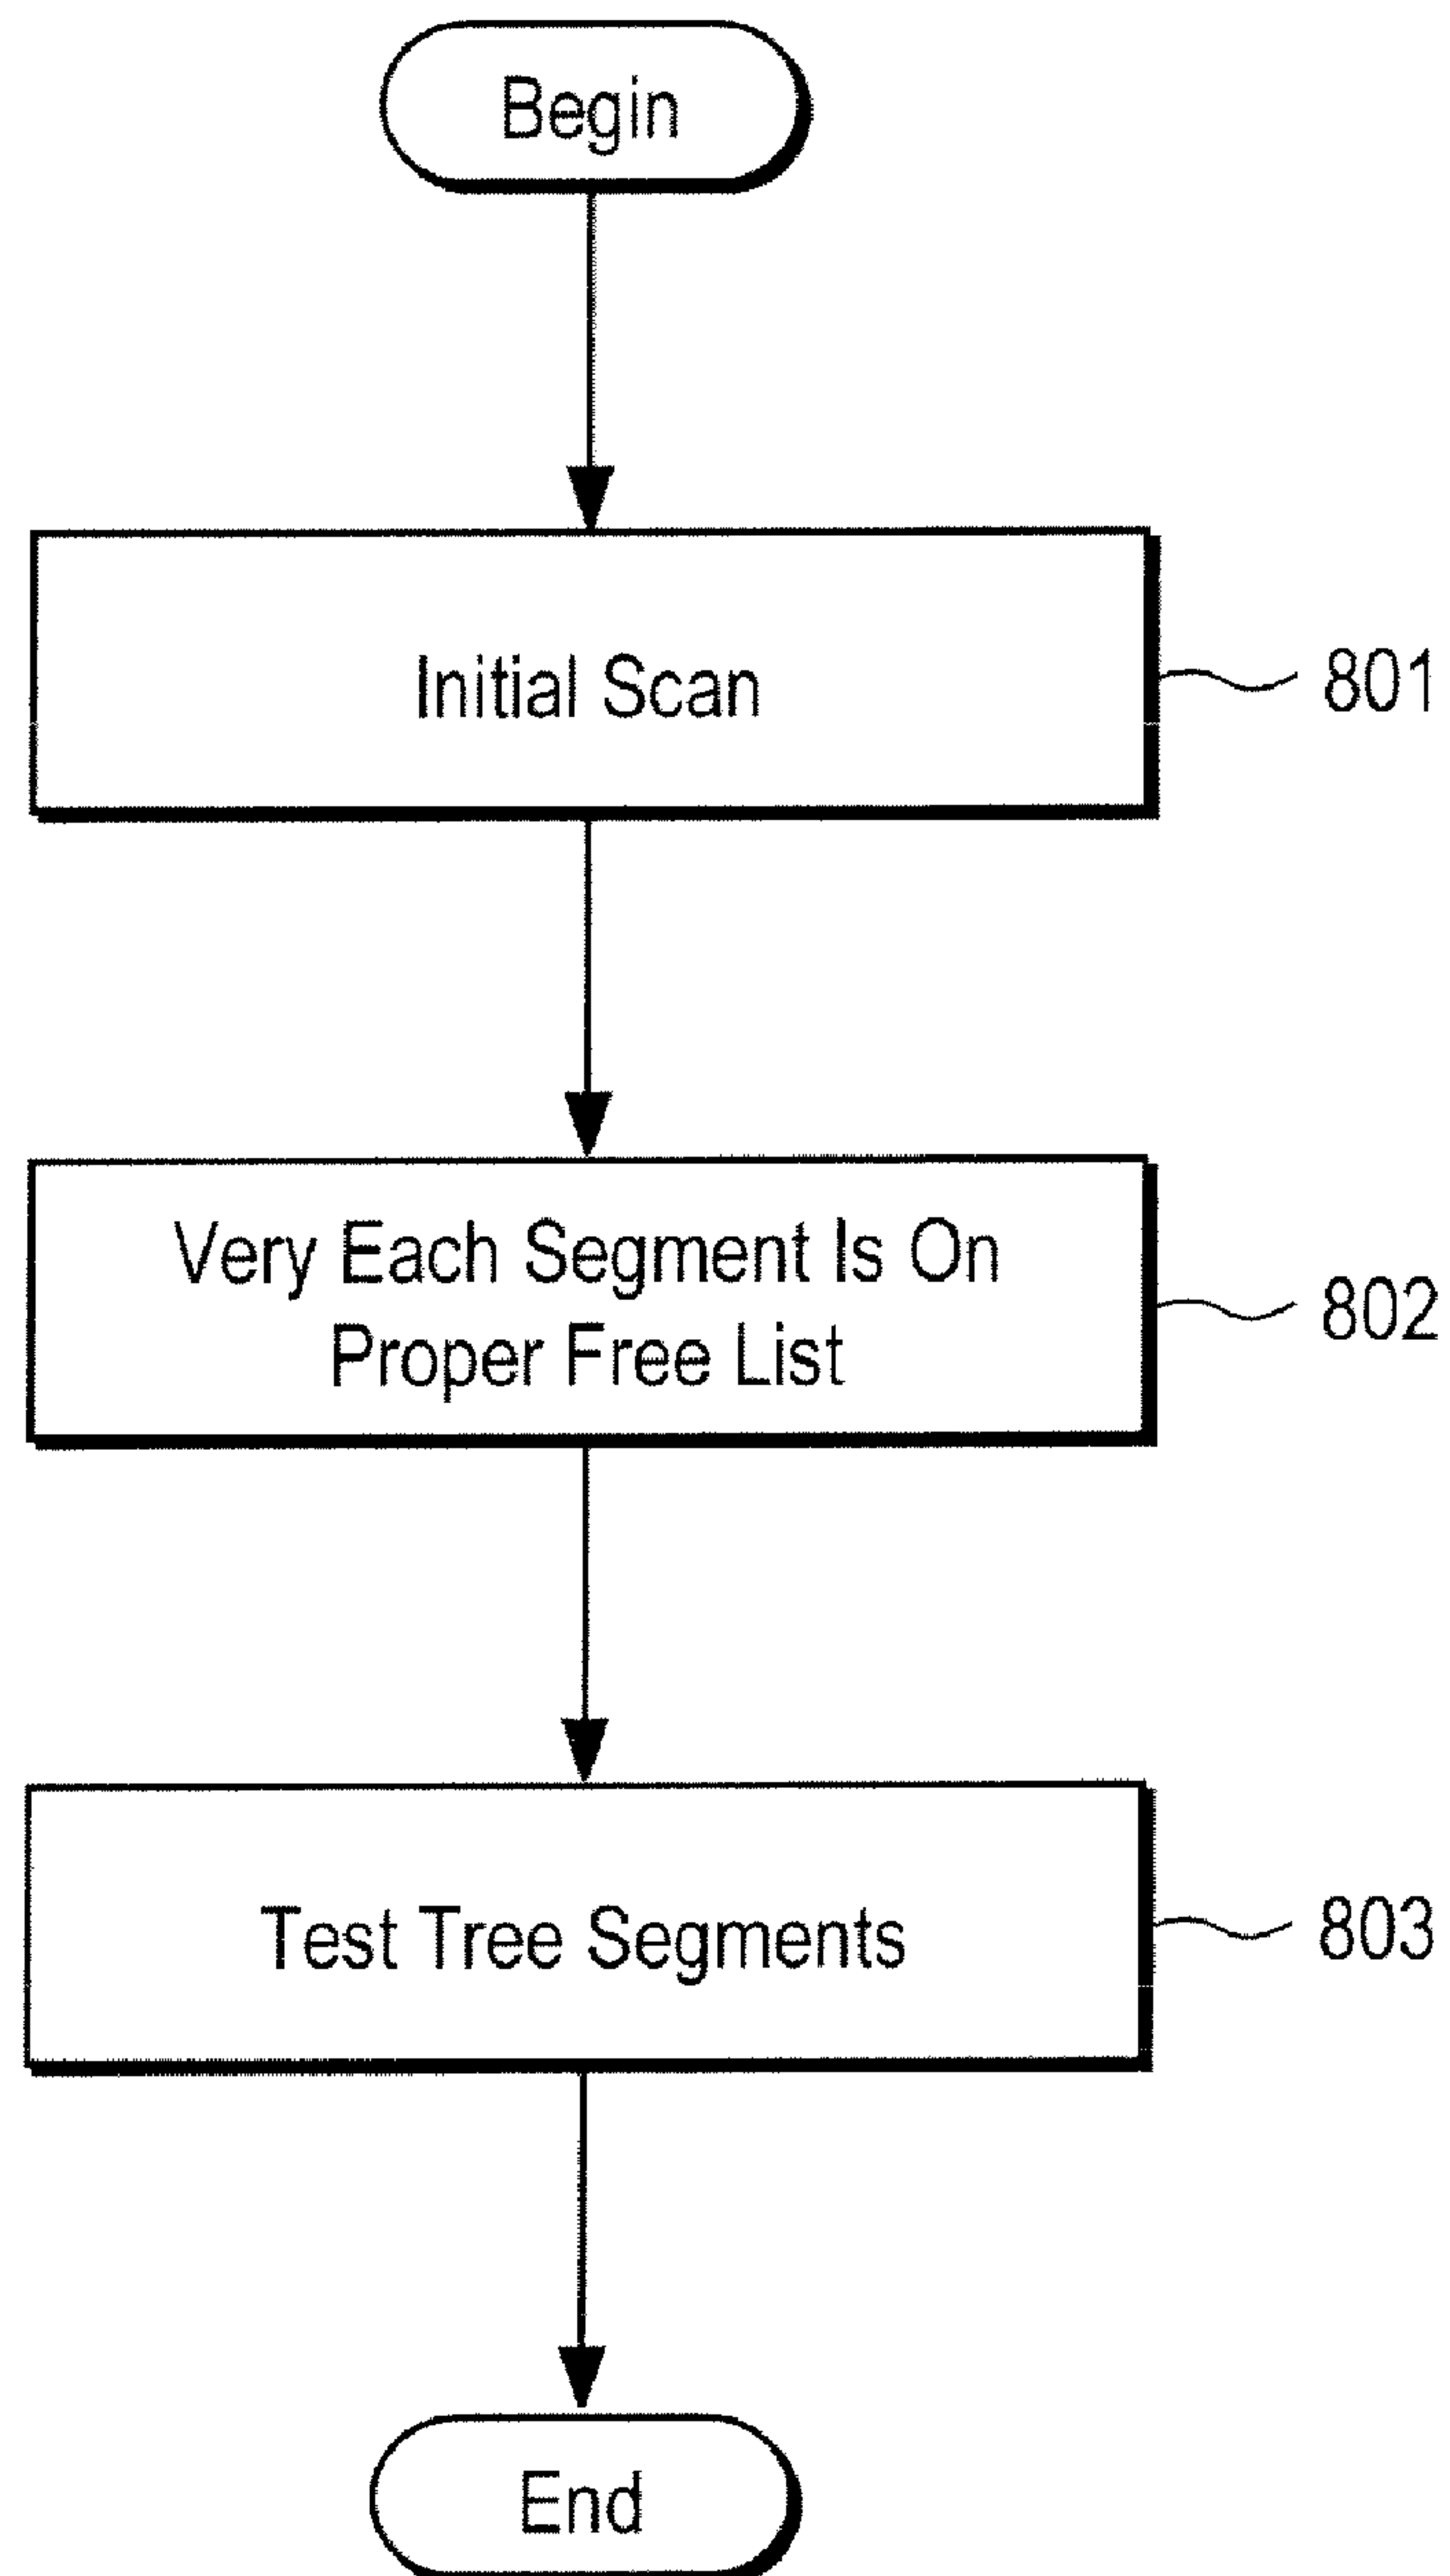 Begin
Initial Scan
801
Very Each Segment Is On
Proper Free List
802
Test Tree Segments
803
End